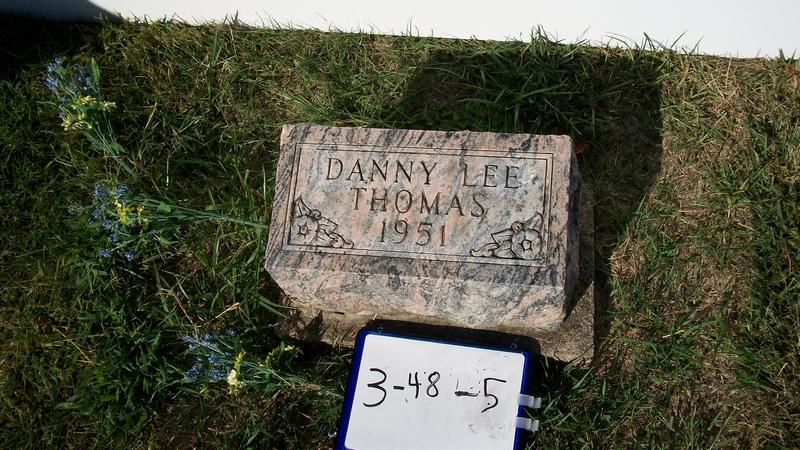 DANNY LEE
THOMAS
1951
3-48-5